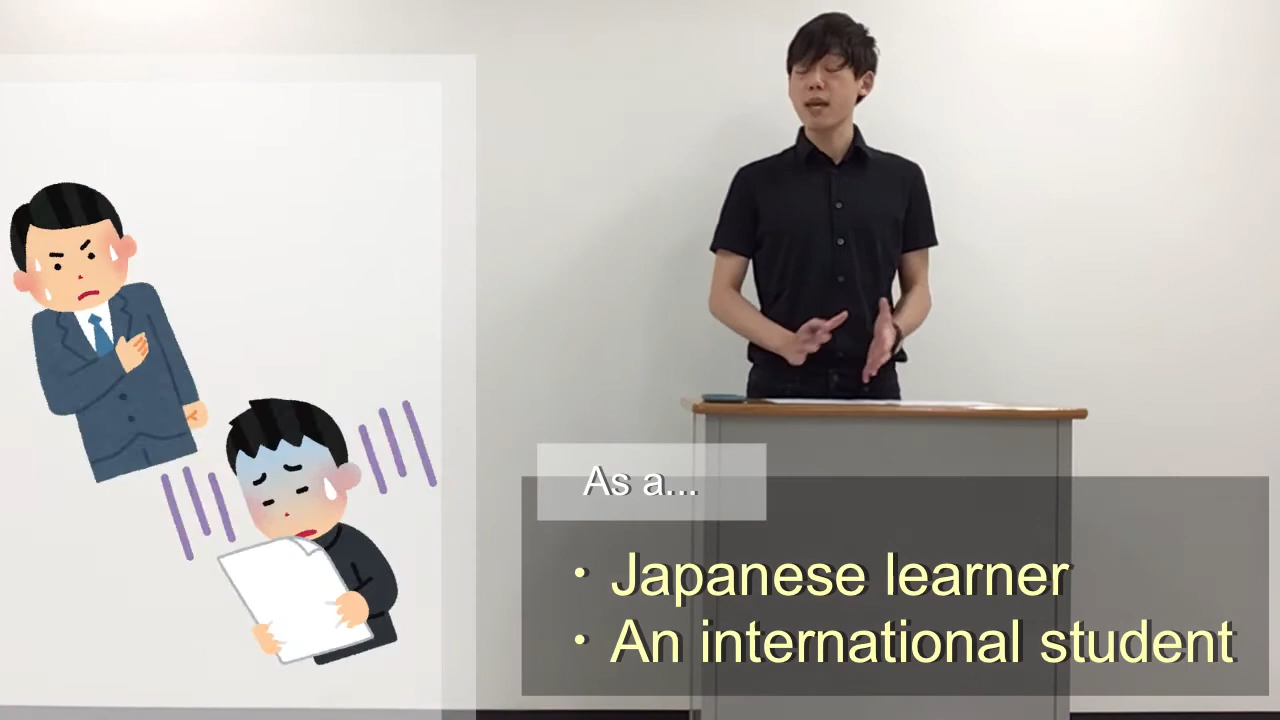 As a...
・Japanese learner
・An international student